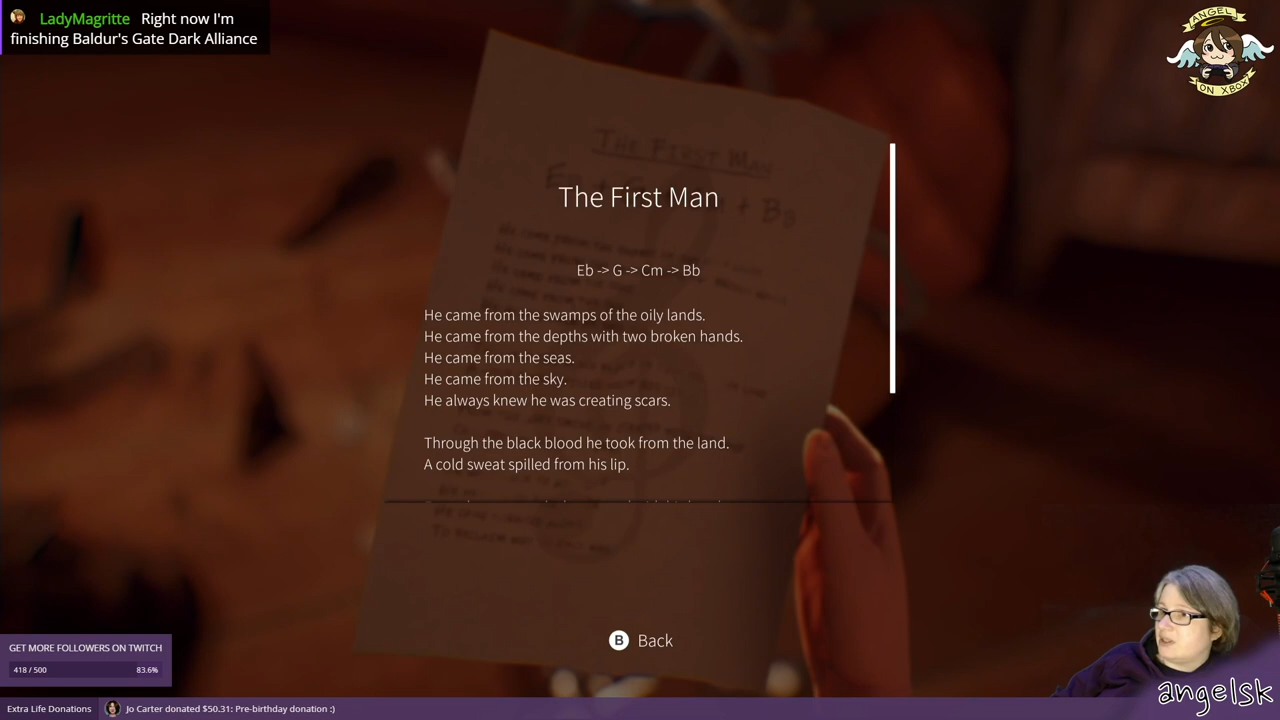 LadyMagritte Right now I'm
finishing Baldur's Gate Dark Alliance
ANGEL
ON XBOX
THE FIRST MAN
The First Man
Eb -> G -> Cm -> Bb
He came from the swamps of the oily lands.
He came from the depths with two broken hands.
He came from the seas.
He came from the sky.
He always knew he was creating scars.
Through the black blood he took from the land.
A cold sweat spilled from his lip.
B Back
GET MORE FOLLOWERS ON TWITCH
418 / 500 83.6%
angelsk
Extra Life Donations Jo Carter donated $50.31: Pre-birthday donation :)